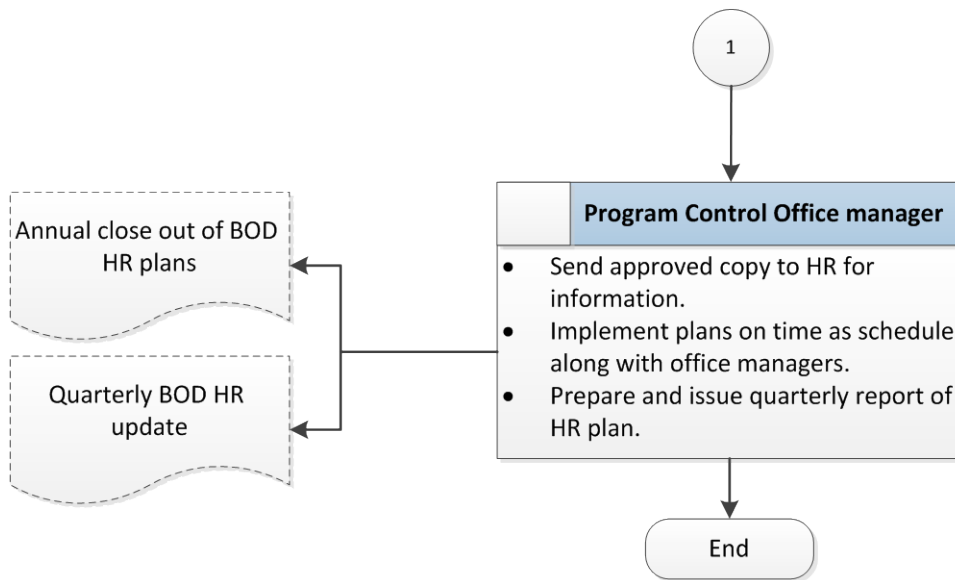 1
Program Control Office manager
• Send approved copy to HR for
information.
• Implement plans on time as schedule
along with office managers.
• Prepare and issue quarterly report of
HR plan.
Annual close out of BOD
HR plans
Quarterly BOD HR
update
End